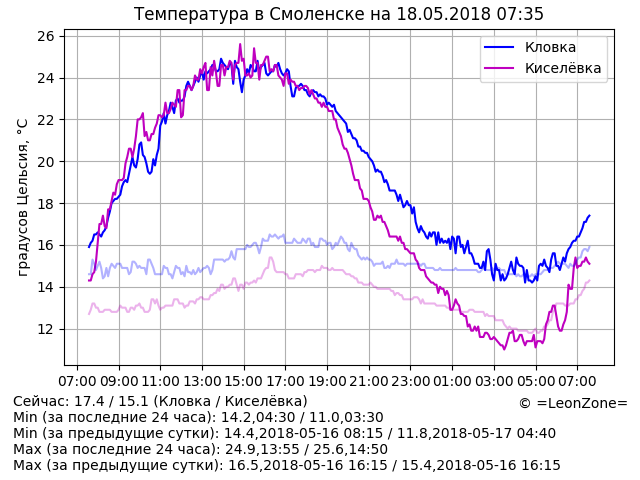 Температура в Смоленске на 18.05.2018 07:35
Кловка
Киселёвка
градусов Цельсия, °C
26
24
22
20
18
16
14
12
07:00 09:00 11:00 13:00 15:00 17:00 19:00 21:00 23:00 01:00 03:00 05:00 07:00
Сейчас: 17.4 / 15.1 (Кловка / Киселёвка)
© =LeonZone=
Min (за последние 24 часа): 14.2,04:30 / 11.0,03:30
Min (за предыдущие сутки): 14.4,2018-05-16 08:15 / 11.8,2018-05-17 04:40
Max (за последние 24 часа): 24.9,13:55 / 25.6,14:50
Max (за предыдущие сутки): 16.5,2018-05-16 16:15 / 15.4,2018-05-16 16:15